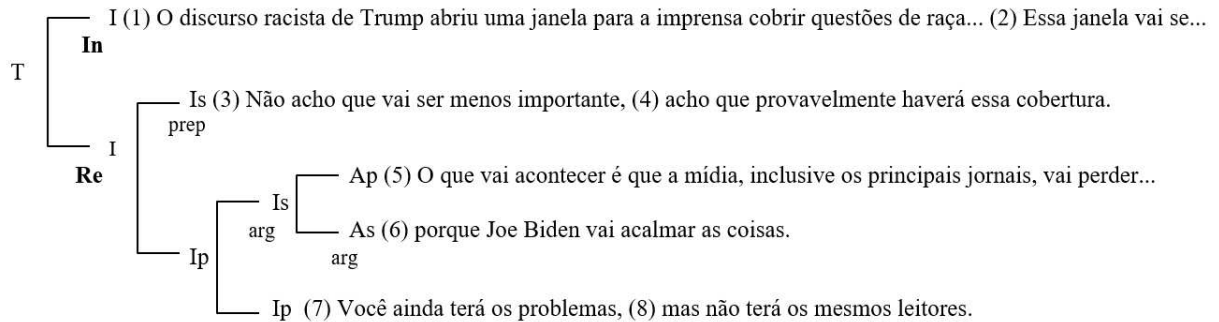 I (1) O discurso racista de Trump abriu uma janela para a imprensa cobrir questões de raça... (2) Essa janela vai se...
In
T
Is (3) Não acho que vai ser menos importante, (4) acho que provavelmente haverá essa cobertura.
prep
I
Re
Ap (5) O que vai acontecer é que a mídia, inclusive os principais jornais, vai perder...
Is
arg
As (6) porque Joe Biden vai acalmar as coisas.
arg
Ip
Ip (7) Você ainda terá os problemas, (8) mas não terá os mesmos leitores.